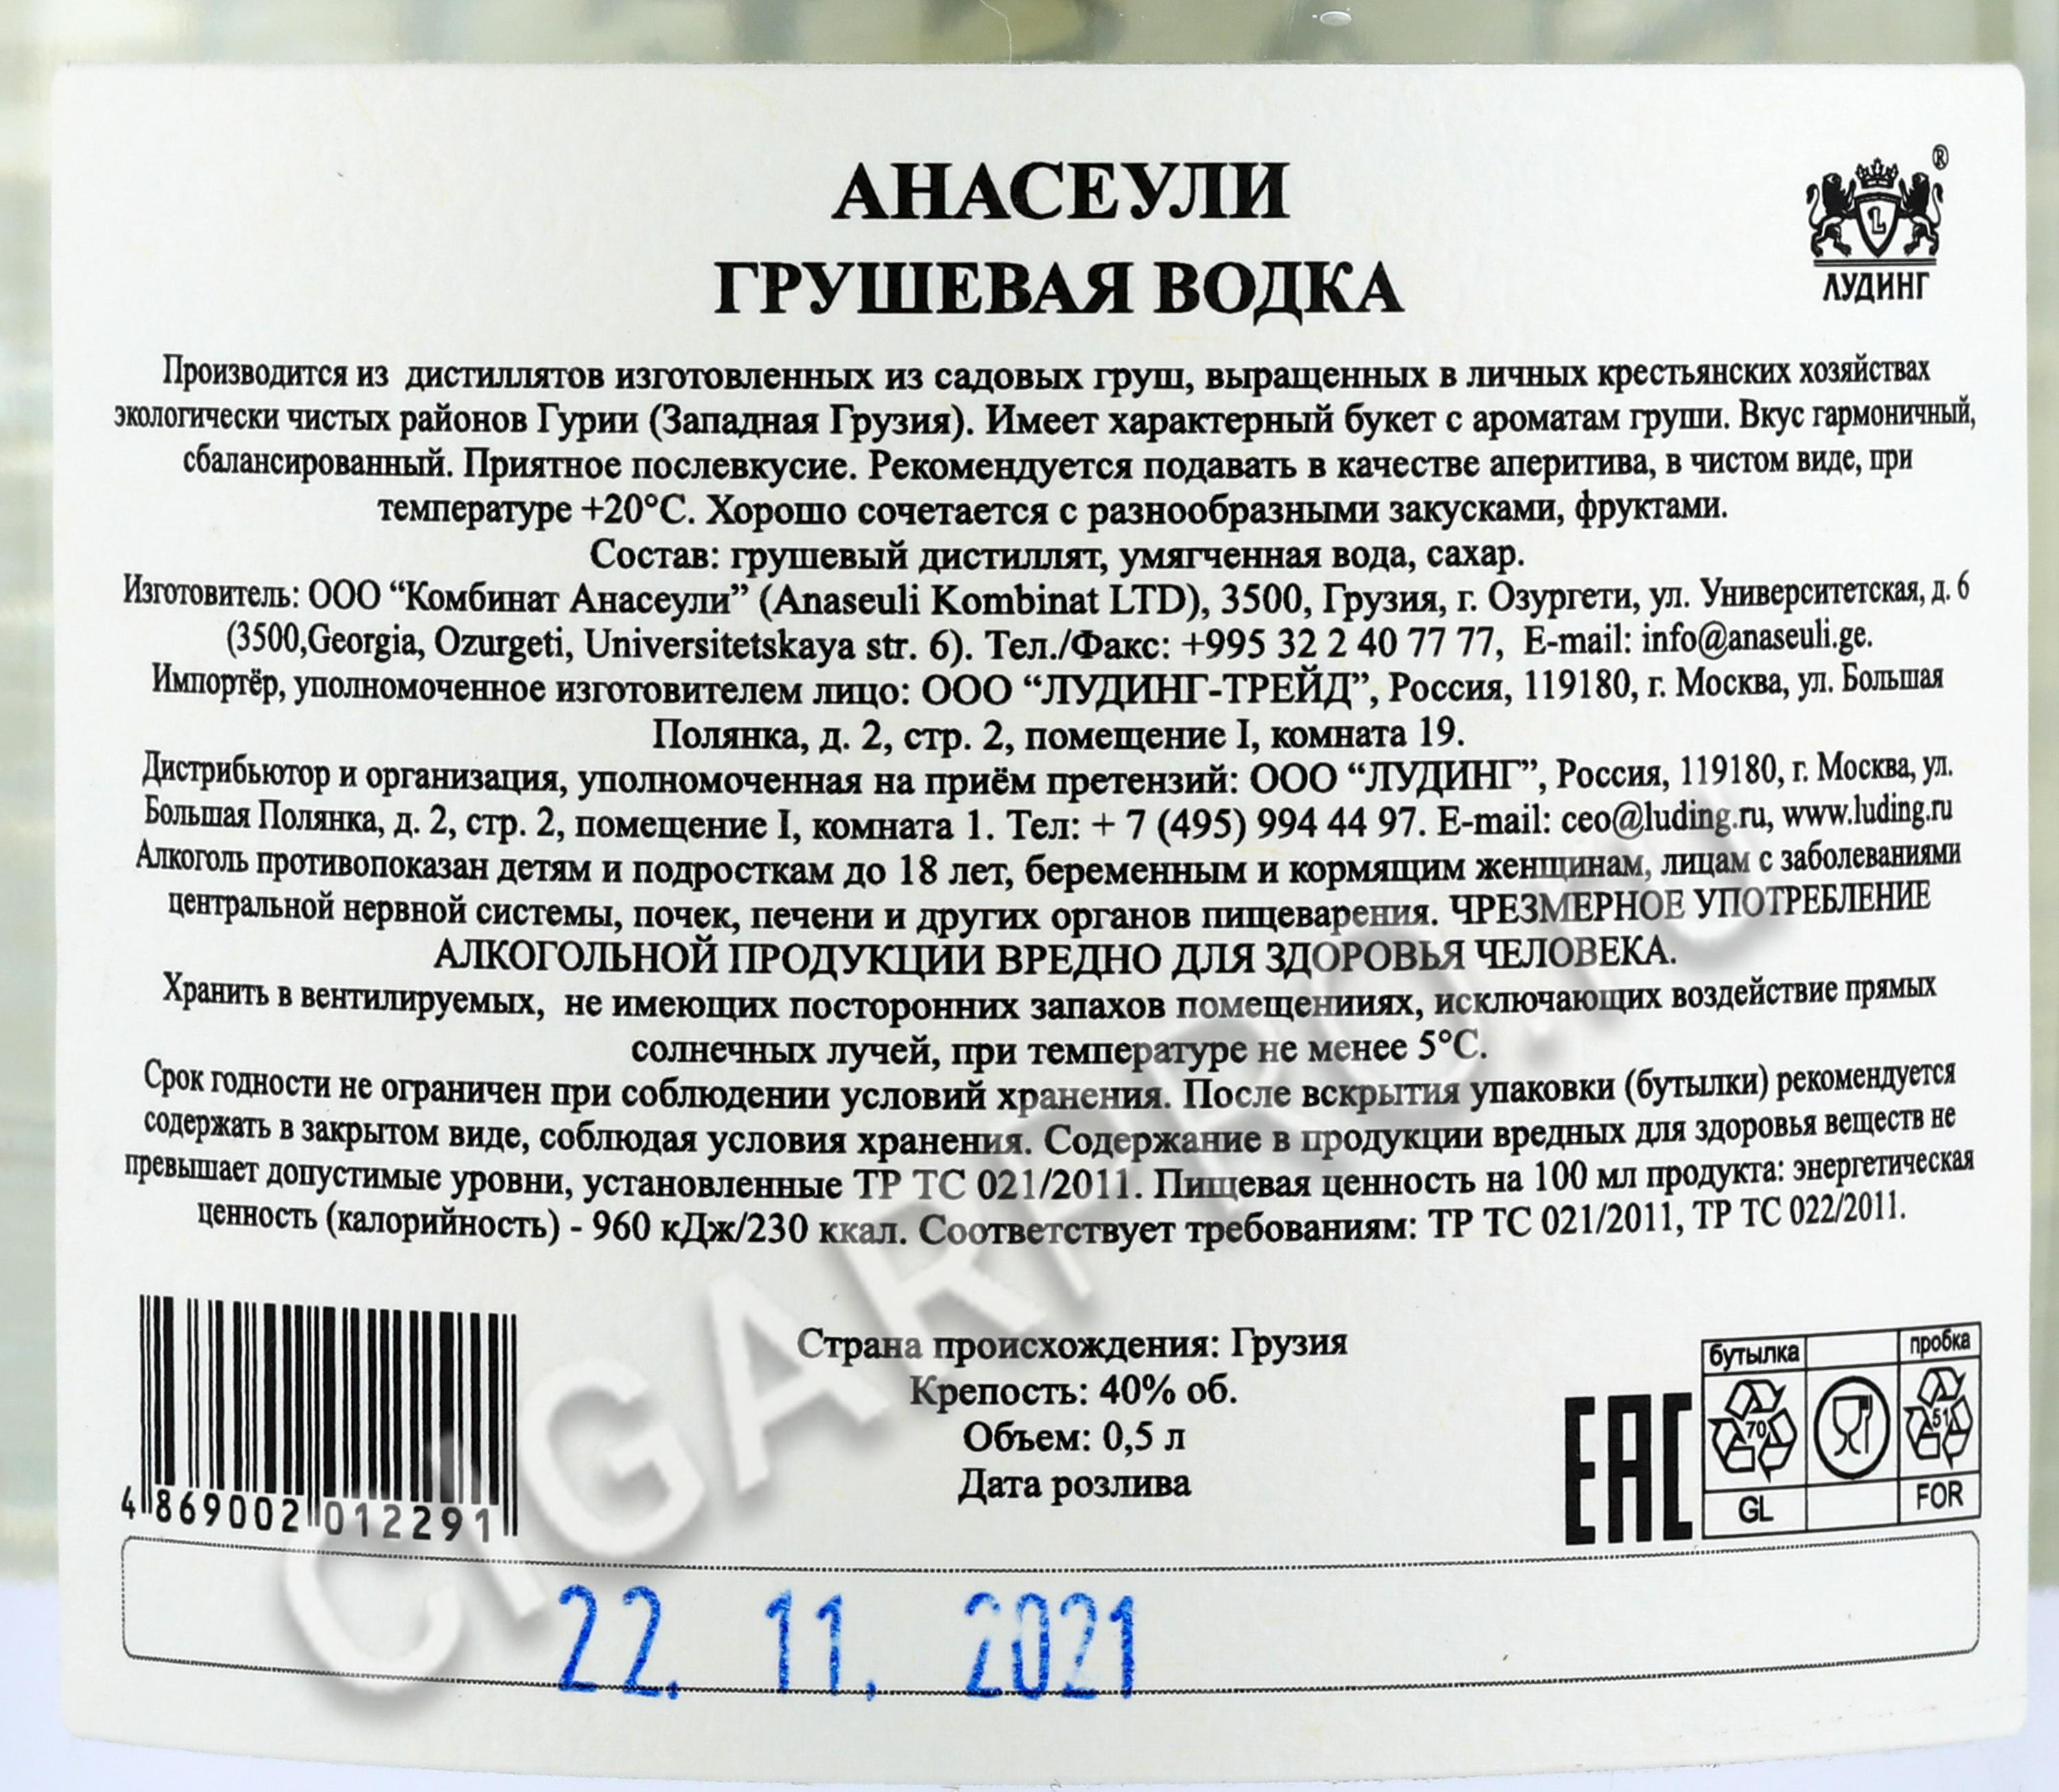 АНАСЕУЛИ
®
ГРУШЕВАЯ ВОДКА
L
ЛУДИНГ
Производится из дистиллятов изготовленных из садовых груш, выращенных в личных крестьянских хозяйствах
экологически чистых районов Гурии (Западная Грузия). Имеет характерный букет с ароматам груши. Вкус гармоничный,
сбалансированный. Приятное послевкусие. Рекомендуется подавать в качестве аперитива, в чистом виде, при
температуре +20°C. Хорошо сочетается с разнообразными закусками, фруктами.
Состав: грушевый дистиллят, умягченная вода, сахар.
Изготовитель: ООО “Комбинат Анасеули” (Anaseuli Kombinat LTD), 3500, Грузия, г. Озургети, ул. Университетская, д. 6
(3500,Georgia, Ozurgeti, Universitetskaya str. 6). Тел./Факс: +995 32 2 40 77 77, E-mail: info@anaseuli.ge.
Импортёр, уполномоченное изготовителем лицо: ООО “ЛУДИНГ-ТРЕЙД”, Россия, 119180, г. Москва, ул. Большая
Полянка, д. 2, стр. 2, помещение I, комната 19.
Дистрибьютор и организация, уполномоченная на приём претензий: ООО “ЛУДИНГ”, Россия, 119180, г. Москва, ул.
Большая Полянка, д. 2, стр. 2, помещение I, комната 1. Тел: + 7 (495) 994 44 97. E-mail: ceo@luding.ru, www.luding.ru
Алкоголь противопоказан детям и подросткам до 18 лет, беременным и кормящим женщинам, лицам с заболеваниями
центральной нервной системы, почек, печени и других органов пищеварения. ЧРЕЗМЕРНОЕ УПОТРЕБЛЕНИЕ
АЛКОГОЛЬНОЙ ПРОДУКЦИИ ВРЕДНО ДЛЯ ЗДОРОВЬЯ ЧЕЛОВЕКА.
Хранить в вентилируемых, не имеющих посторонних запахов помещенииях, исключающих воздействие прямых
солнечных лучей, при температуре не менее 5°C.
Срок годности не ограничен при соблюдении условий хранения. После вскрытия упаковки (бутылки) рекомендуется
содержать в закрытом виде, соблюдая условия хранения. Содержание в продукции вредных для здоровья веществ не
превышает допустимые уровни, установленные ТР ТС 021/2011. Пищевая ценность на 100 мл продукта: энергетическая
ценность (калорийность) - 960 кДж/230 ккал. Соответствует требованиям: ТР ТС 021/2011, ТР ТС 022/2011.
Страна происхождения: Грузия
Крепость: 40% об.
Объем: 0,5 л
Дата розлива
4 869002 012291
EAC
бутылка пробка
70 51
GL FOR
22. 11. 2021
CIGARPRO.RU